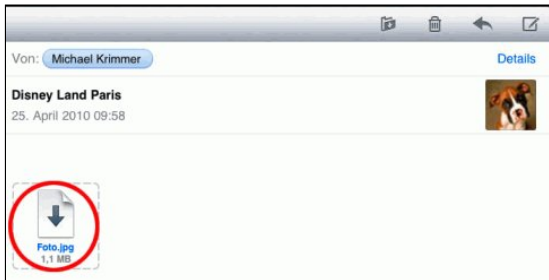 Von: Michael Krimmer Details
Disney Land Paris
25. April 2010 09:58
Foto.jpg
1,1 MB